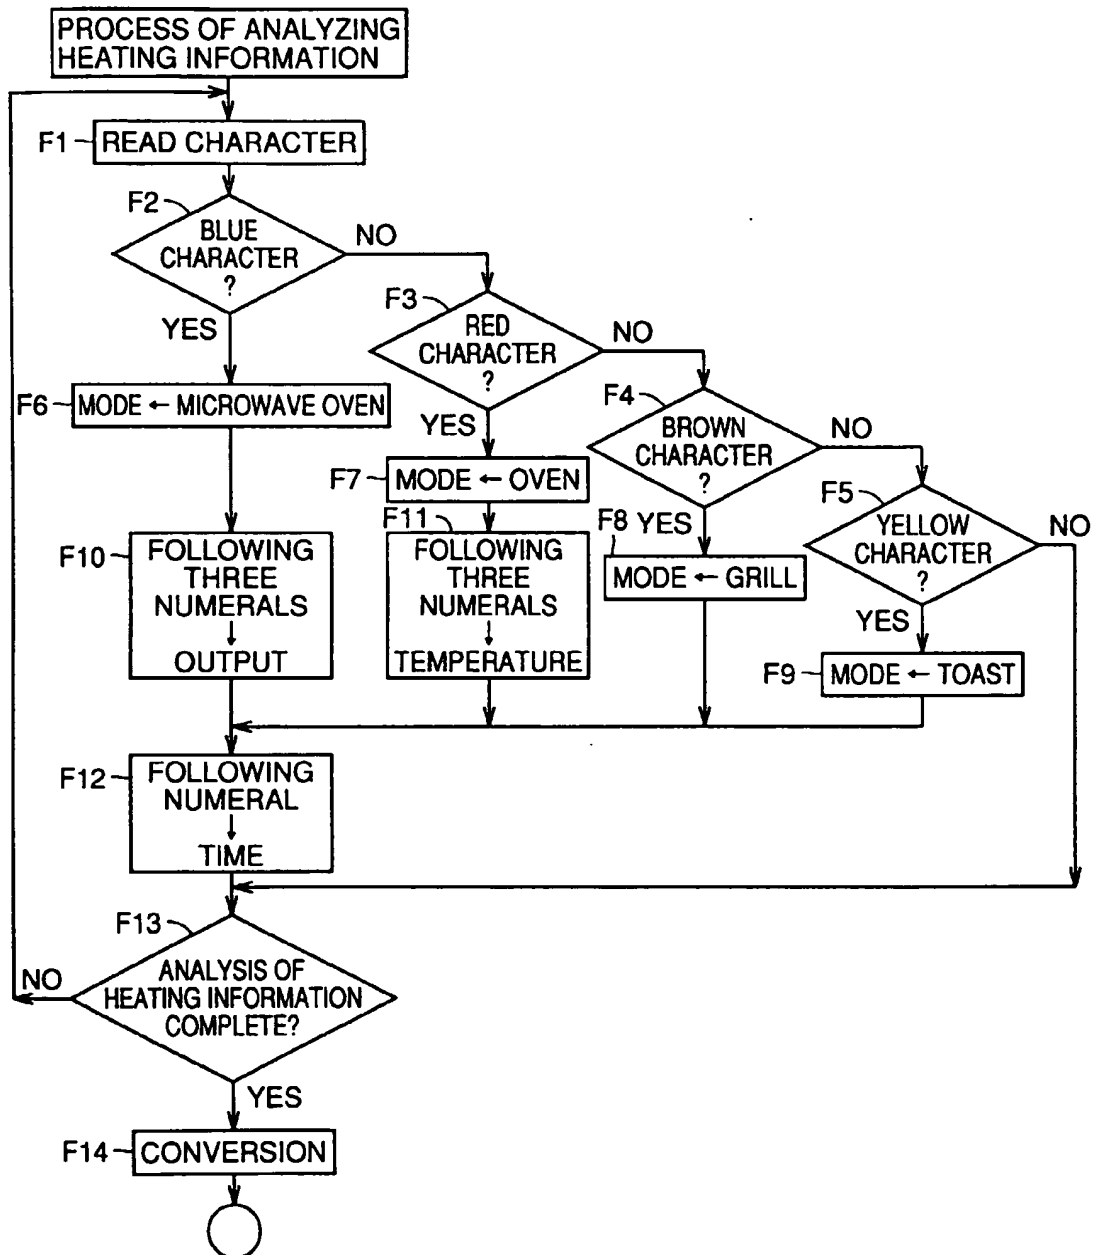 PROCESS OF ANALYZING
HEATING INFORMATION
F1
READ CHARACTER
F2
BLUE
CHARACTER
?
NO
YES
F3
RED
CHARACTER
?
NO
YES
F4
BROWN
CHARACTER
?
NO
YES
F5
YELLOW
CHARACTER
?
NO
YES
F6
MODE ← MICROWAVE OVEN
F7
MODE ← OVEN
F8
MODE ← GRILL
F9
MODE ← TOAST
F10
FOLLOWING
THREE
NUMERALS
↓
OUTPUT
F11
FOLLOWING
THREE
NUMERALS
↓
TEMPERATURE
F12
FOLLOWING
NUMERAL
↓
TIME
F13
ANALYSIS OF
HEATING INFORMATION
COMPLETE?
NO
YES
F14
CONVERSION